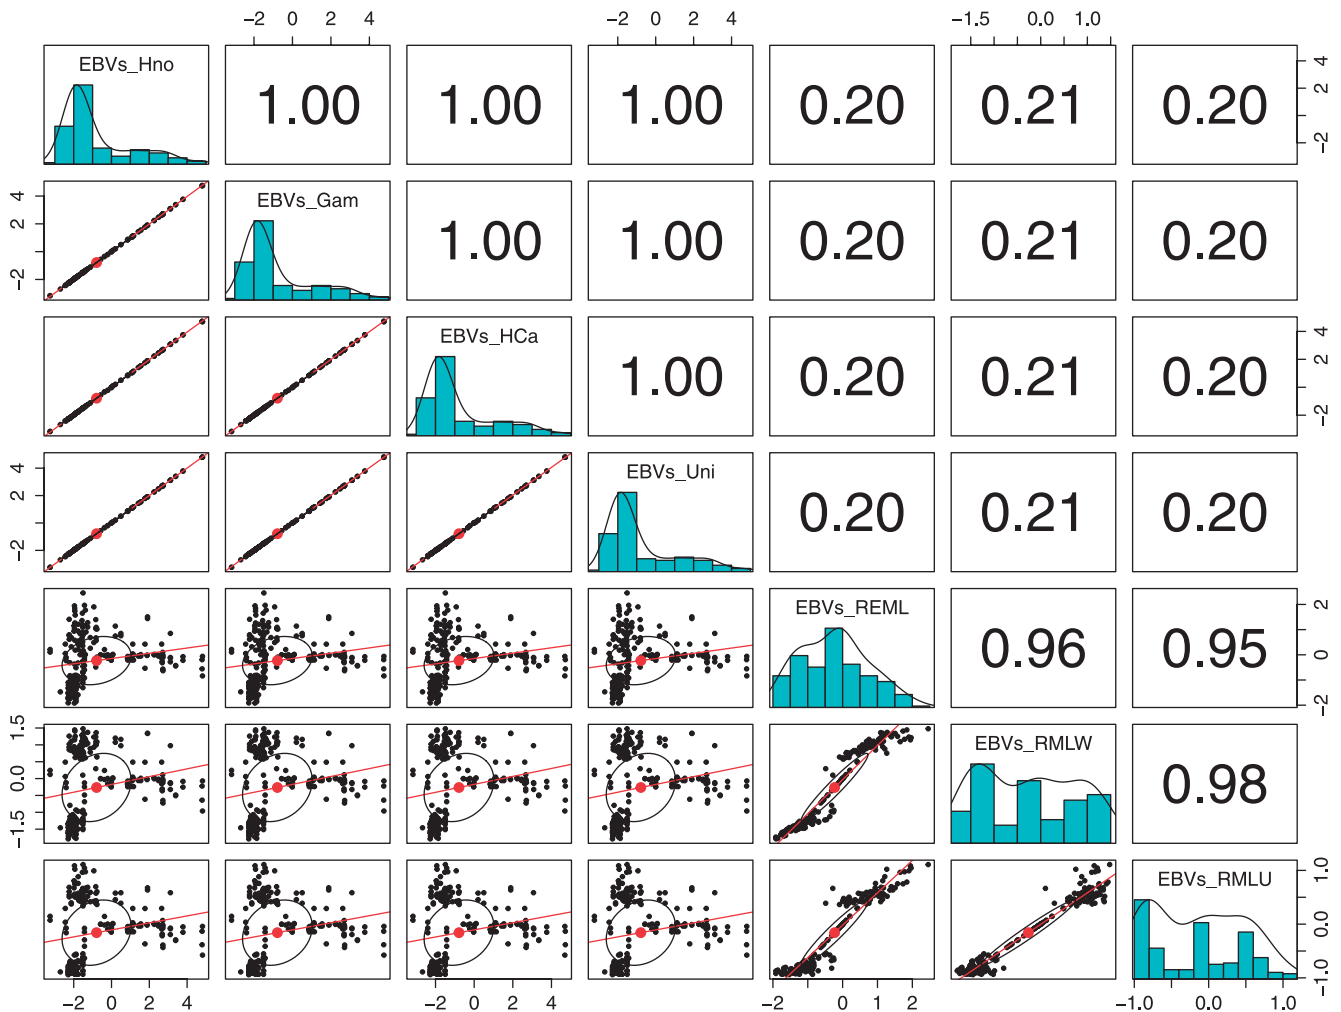 −2 0 2 4 −2 0 2 4 −1.5 0.0 1.0
EBVs_Hno 1.00 1.00 1.00 0.20 0.21 0.20 −2 2 4
−2 2 4 EBVs_Gam 1.00 1.00 0.20 0.21 0.20
EBVs_HCa 1.00 0.20 0.21 0.20 −2 2 4
−2 2 4 EBVs_Uni 0.20 0.21 0.20
EBVs_REML 0.96 0.95 −2 0 2
−1.5 0.0 1.5 EBVs_RMLW 0.98
EBVs_RMLU −1.0 0.0 1.0
−2 0 2 4 −2 0 2 4 −2 −1 0 1 2 −1.0 0.0 1.0